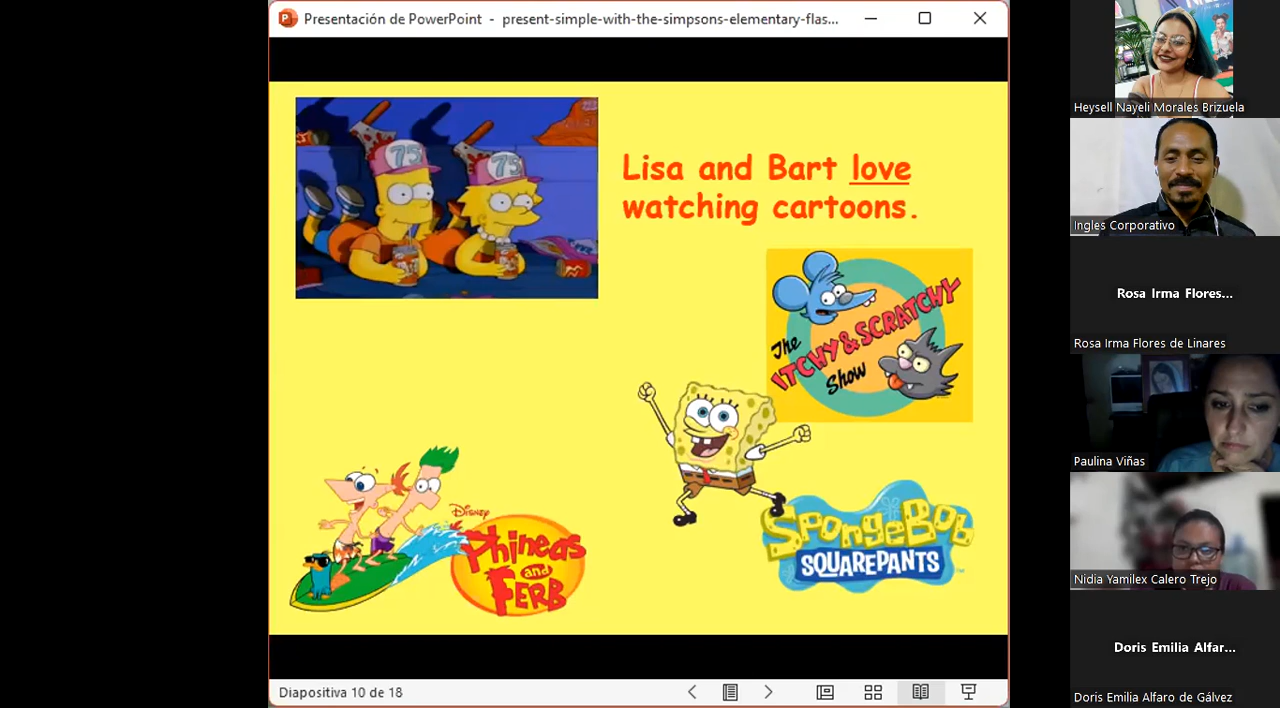 Presentación de PowerPoint - present-simple-with-the-simpsons-elementary-flas...
75
75
Lisa and Bart love
watching cartoons.
The
ITCHY & SCRATCHY
Show
Disney
Phineas
and
FERB
SpongeBob
SQUAREPANTS
Diapositiva 10 de 18
Heysell Nayeli Morales Brizuela
Ingles Corporativo
Rosa Irma Flores...
Rosa Irma Flores de Linares
Paulina Viñas
Nidia Yamilex Calero Trejo
Doris Emilia Alfar...
Doris Emilia Alfaro de Gálvez